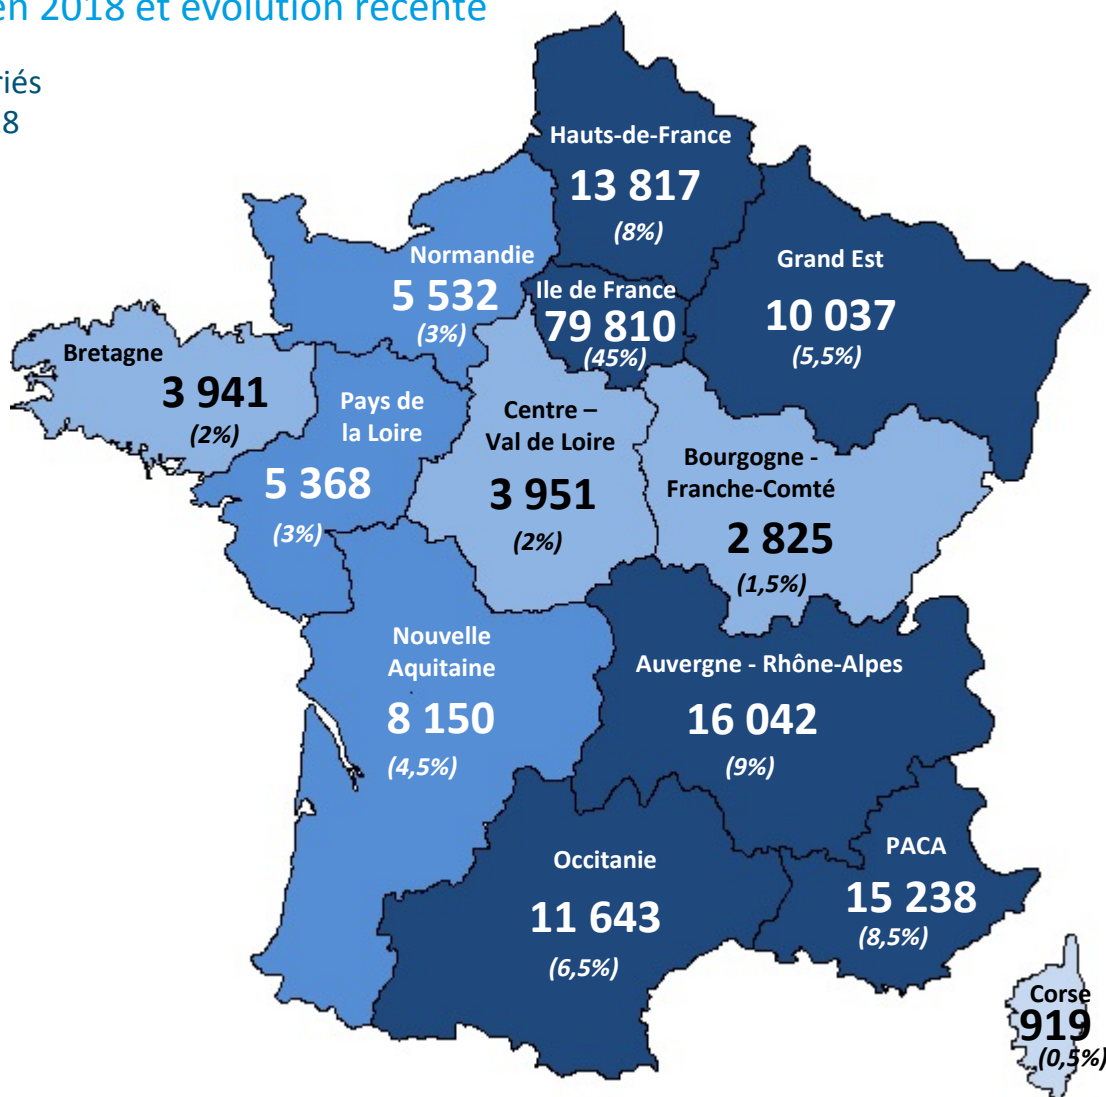 en 2018 et évolution récente
riés
8
Hauts-de-France
13 817
(8%)
Normandie
5 532
(3%)
Ile de France
79 810
(45%)
Grand Est
10 037
(5,5%)
Bretagne
3 941
(2%)
Pays de
la Loire
5 368
(3%)
Centre –
Val de Loire
3 951
(2%)
Bourgogne -
Franche-Comté
2 825
(1,5%)
Nouvelle
Aquitaine
8 150
(4,5%)
Auvergne - Rhône-Alpes
16 042
(9%)
Occitanie
11 643
(6,5%)
PACA
15 238
(8,5%)
Corse
919
(0,5%)